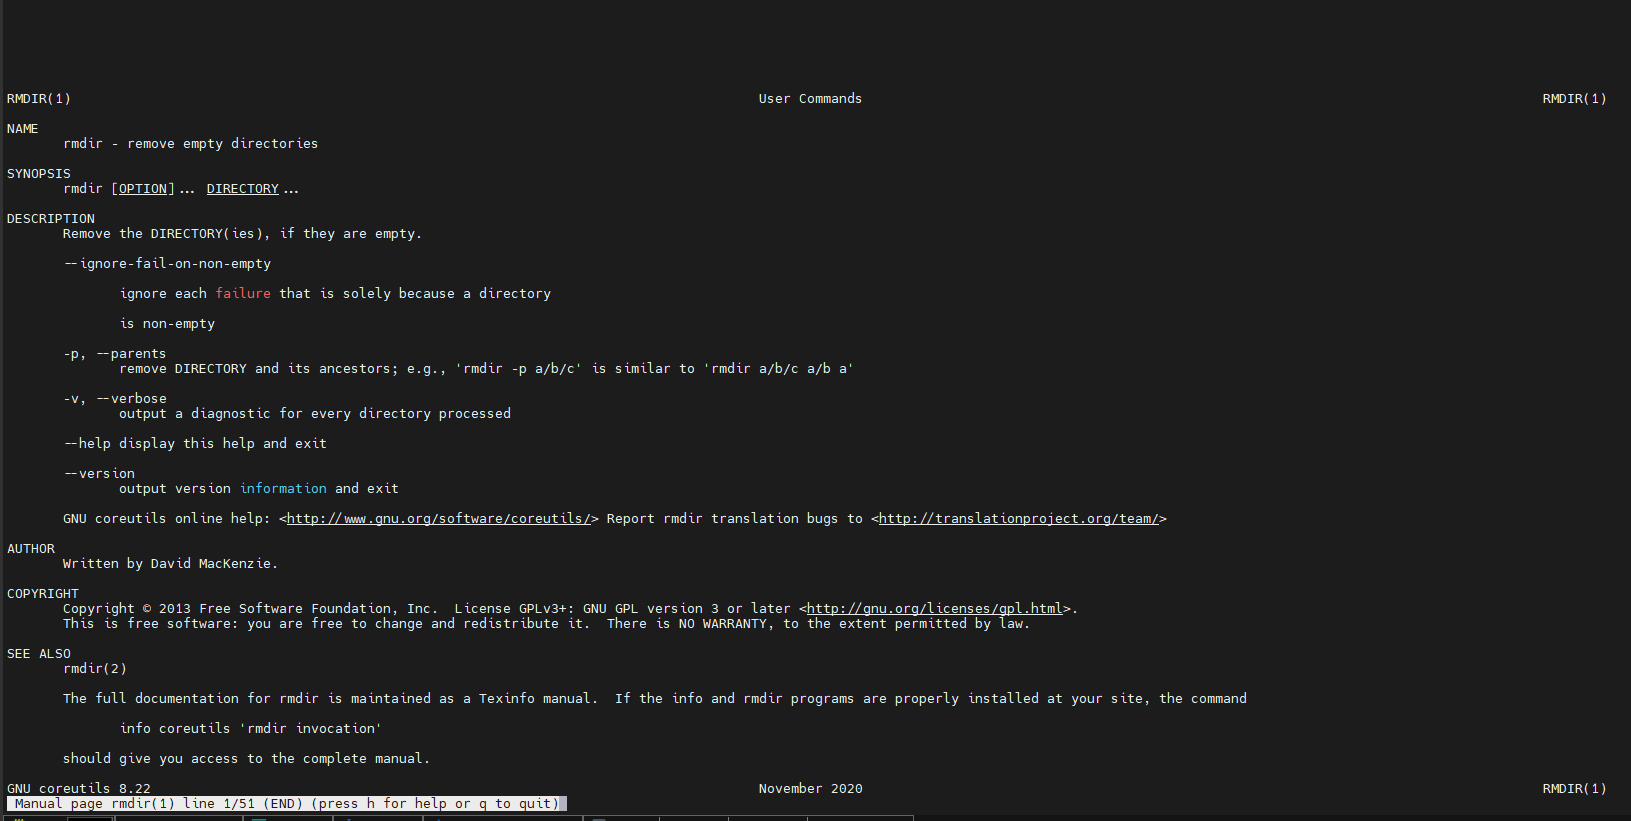 RMDIR(1) User Commands RMDIR(1)
NAME
rmdir - remove empty directories
SYNOPSIS
rmdir [OPTION]... DIRECTORY...
DESCRIPTION
Remove the DIRECTORY(ies), if they are empty.
--ignore-fail-on-non-empty
ignore each failure that is solely because a directory
is non-empty
-p, --parents
remove DIRECTORY and its ancestors; e.g., 'rmdir -p a/b/c' is similar to 'rmdir a/b/c a/b a'
-v, --verbose
output a diagnostic for every directory processed
--help display this help and exit
--version
output version information and exit
GNU coreutils online help: <http://www.gnu.org/software/coreutils/> Report rmdir translation bugs to <http://translationproject.org/team/>
AUTHOR
Written by David MacKenzie.
COPYRIGHT
Copyright © 2013 Free Software Foundation, Inc.  License GPLv3+: GNU GPL version 3 or later <http://gnu.org/licenses/gpl.html>.
This is free software: you are free to change and redistribute it.  There is NO WARRANTY, to the extent permitted by law.
SEE ALSO
rmdir(2)
The full documentation for rmdir is maintained as a Texinfo manual.  If the info and rmdir programs are properly installed at your site, the command
info coreutils 'rmdir invocation'
should give you access to the complete manual.
GNU coreutils 8.22 November 2020 RMDIR(1)
Manual page rmdir(1) line 1/51 (END) (press h for help or q to quit)